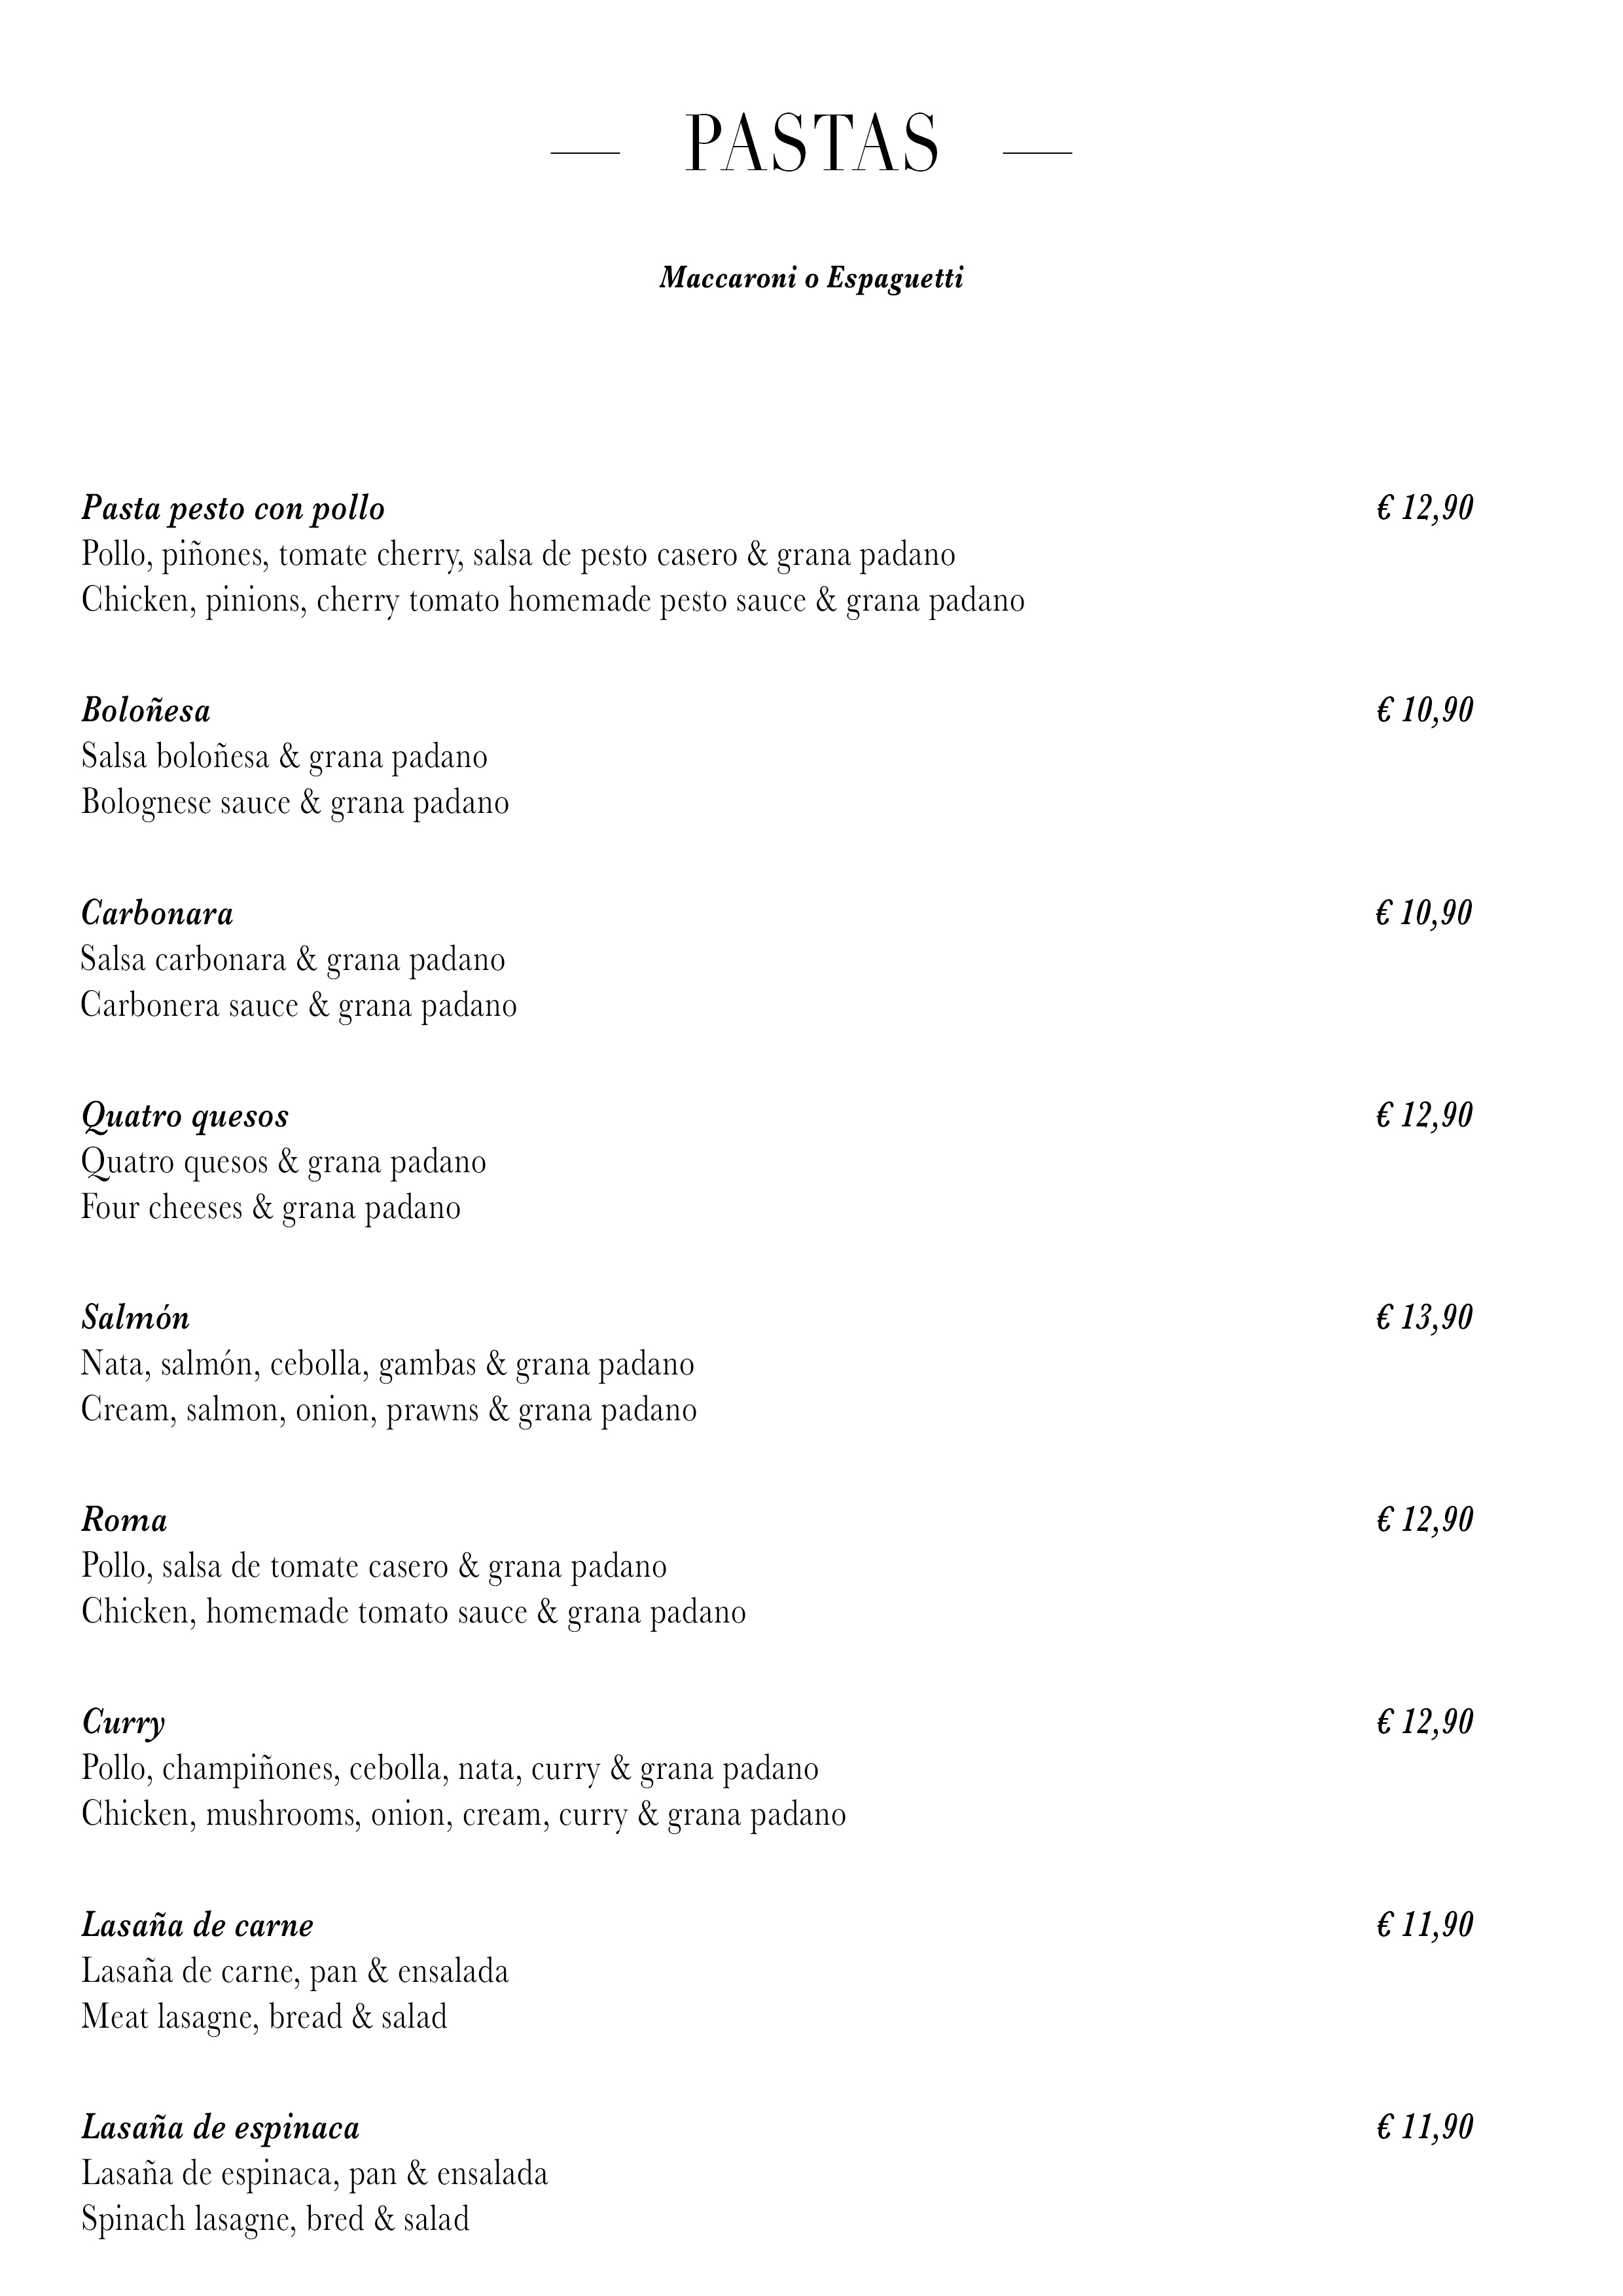 PASTAS
Maccaroni o Espaguetti
Pasta pesto con pollo € 12,90
Pollo, piñones, tomate cherry, salsa de pesto casero & grana padano
Chicken, pinions, cherry tomato homemade pesto sauce & grana padano
Boloñesa € 10,90
Salsa boloñesa & grana padano
Bolognese sauce & grana padano
Carbonara € 10,90
Salsa carbonara & grana padano
Carbonera sauce & grana padano
Quatro quesos € 12,90
Quatro quesos & grana padano
Four cheeses & grana padano
Salmón € 13,90
Nata, salmón, cebolla, gambas & grana padano
Cream, salmon, onion, prawns & grana padano
Roma € 12,90
Pollo, salsa de tomate casero & grana padano
Chicken, homemade tomato sauce & grana padano
Curry € 12,90
Pollo, champiñones, cebolla, nata, curry & grana padano
Chicken, mushrooms, onion, cream, curry & grana padano
Lasaña de carne € 11,90
Lasaña de carne, pan & ensalada
Meat lasagne, bread & salad
Lasaña de espinaca € 11,90
Lasaña de espinaca, pan & ensalada
Spinach lasagne, bred & salad